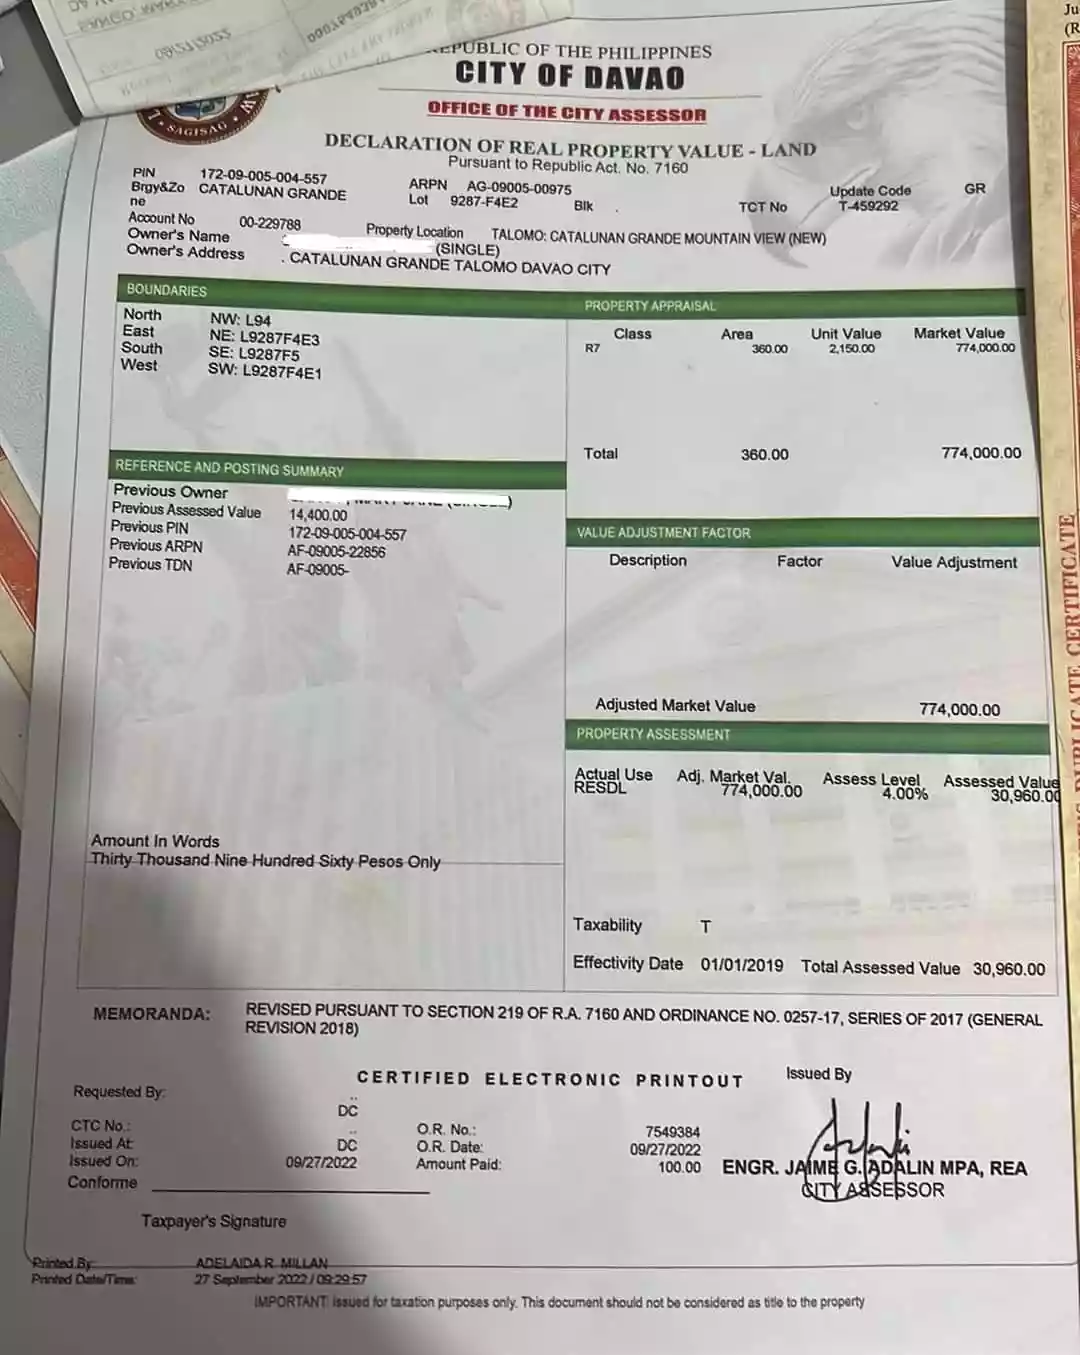 REPUBLIC OF THE PHILIPPINES
CITY OF DAVAO
OFFICE OF THE CITY ASSESSOR
SAGISAG
DECLARATION OF REAL PROPERTY VALUE - LAND
Pursuant to Republic Act. No. 7160
PIN 172-09-005-004-557 ARPN AG-09005-00975 Update Code GR
Brgy&Zone CATALUNAN GRANDE Lot 9287-F4E2 Blk . TCT No T-459292
Account No 00-229788 Property Location TALOMO: CATALUNAN GRANDE MOUNTAIN VIEW (NEW)
Owner's Name (SINGLE)
Owner's Address . CATALUNAN GRANDE TALOMO DAVAO CITY
BOUNDARIES
North NW: L94
East NE: L9287F4E3
South SE: L9287F5
West SW: L9287F4E1
PROPERTY APPRAISAL
Class Area Unit Value Market Value
R7 360.00 2,150.00 774,000.00
Total 360.00 774,000.00
REFERENCE AND POSTING SUMMARY
Previous Owner
Previous Assessed Value 14,400.00
Previous PIN 172-09-005-004-557
Previous ARPN AF-09005-22856
Previous TDN AF-09005-
VALUE ADJUSTMENT FACTOR
Description Factor Value Adjustment
Adjusted Market Value 774,000.00
PROPERTY ASSESSMENT
Actual Use Adj. Market Val. Assess Level Assessed Value
RESDL 774,000.00 4.00% 30,960.00
Amount In Words
Thirty Thousand Nine Hundred Sixty Pesos Only
Taxability T
Effectivity Date 01/01/2019 Total Assessed Value 30,960.00
MEMORANDA: REVISED PURSUANT TO SECTION 219 OF R.A. 7160 AND ORDINANCE NO. 0257-17, SERIES OF 2017 (GENERAL
REVISION 2018)
CERTIFIED ELECTRONIC PRINTOUT Issued By
Requested By: ..
DC
CTC No.: .. O.R. No.: 7549384
Issued At: DC O.R. Date: 09/27/2022
Issued On: 09/27/2022 Amount Paid: 100.00
ENGR. JAIME G. ADALIN MPA, REA
CITY ASSESSOR
Conforme
Taxpayer's Signature
Printed By: ADELAIDA R. MILLAN
Printed Date/Time: 27 September 2022 / 09:29:57
IMPORTANT: Issued for taxation purposes only. This document should not be considered as title to the property
DUPLICATE CERTIFICATE